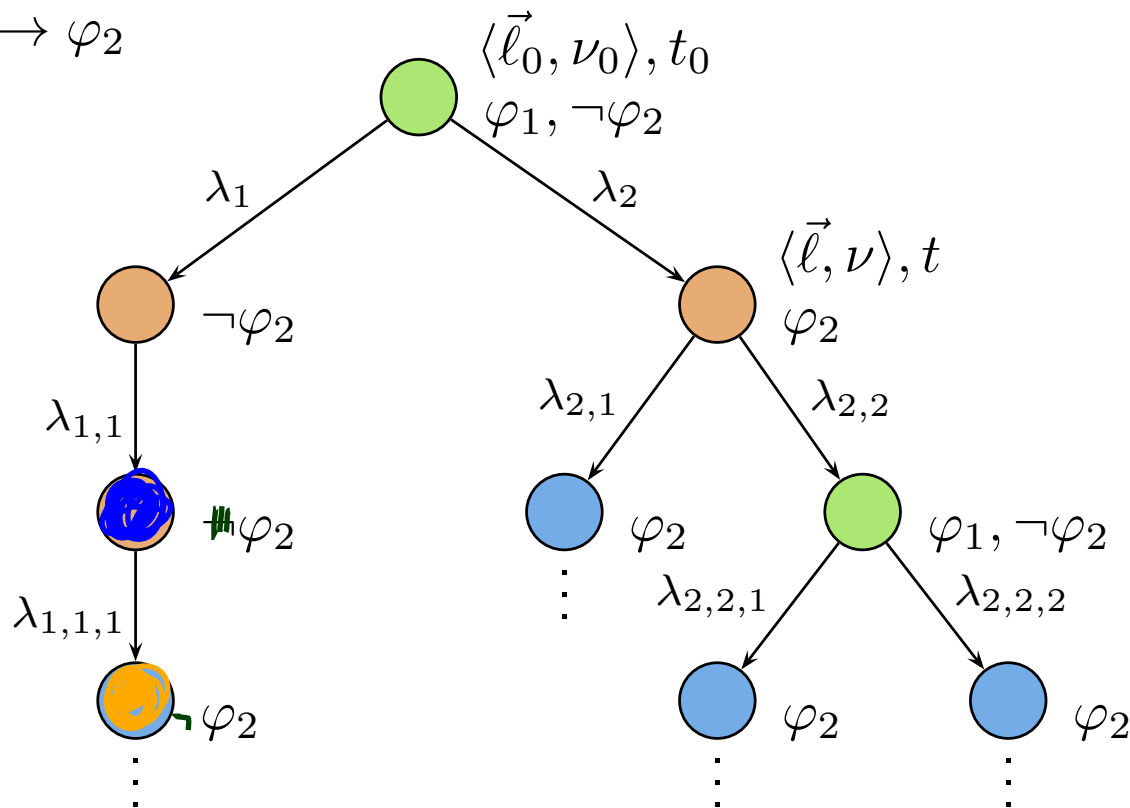 → φ₂
⟨ℓ⃗₀, ν₀⟩, t₀
φ₁, ¬φ₂
λ₁
λ₂
⟨ℓ⃗, ν⟩, t
¬φ₂
φ₂
λ₁,₁
λ₂,₁
λ₂,₂
φ₂
φ₂
φ₁, ¬φ₂
λ₁,₁,₁
λ₂,₂,₁
λ₂,₂,₂
¬φ₂
φ₂
φ₂